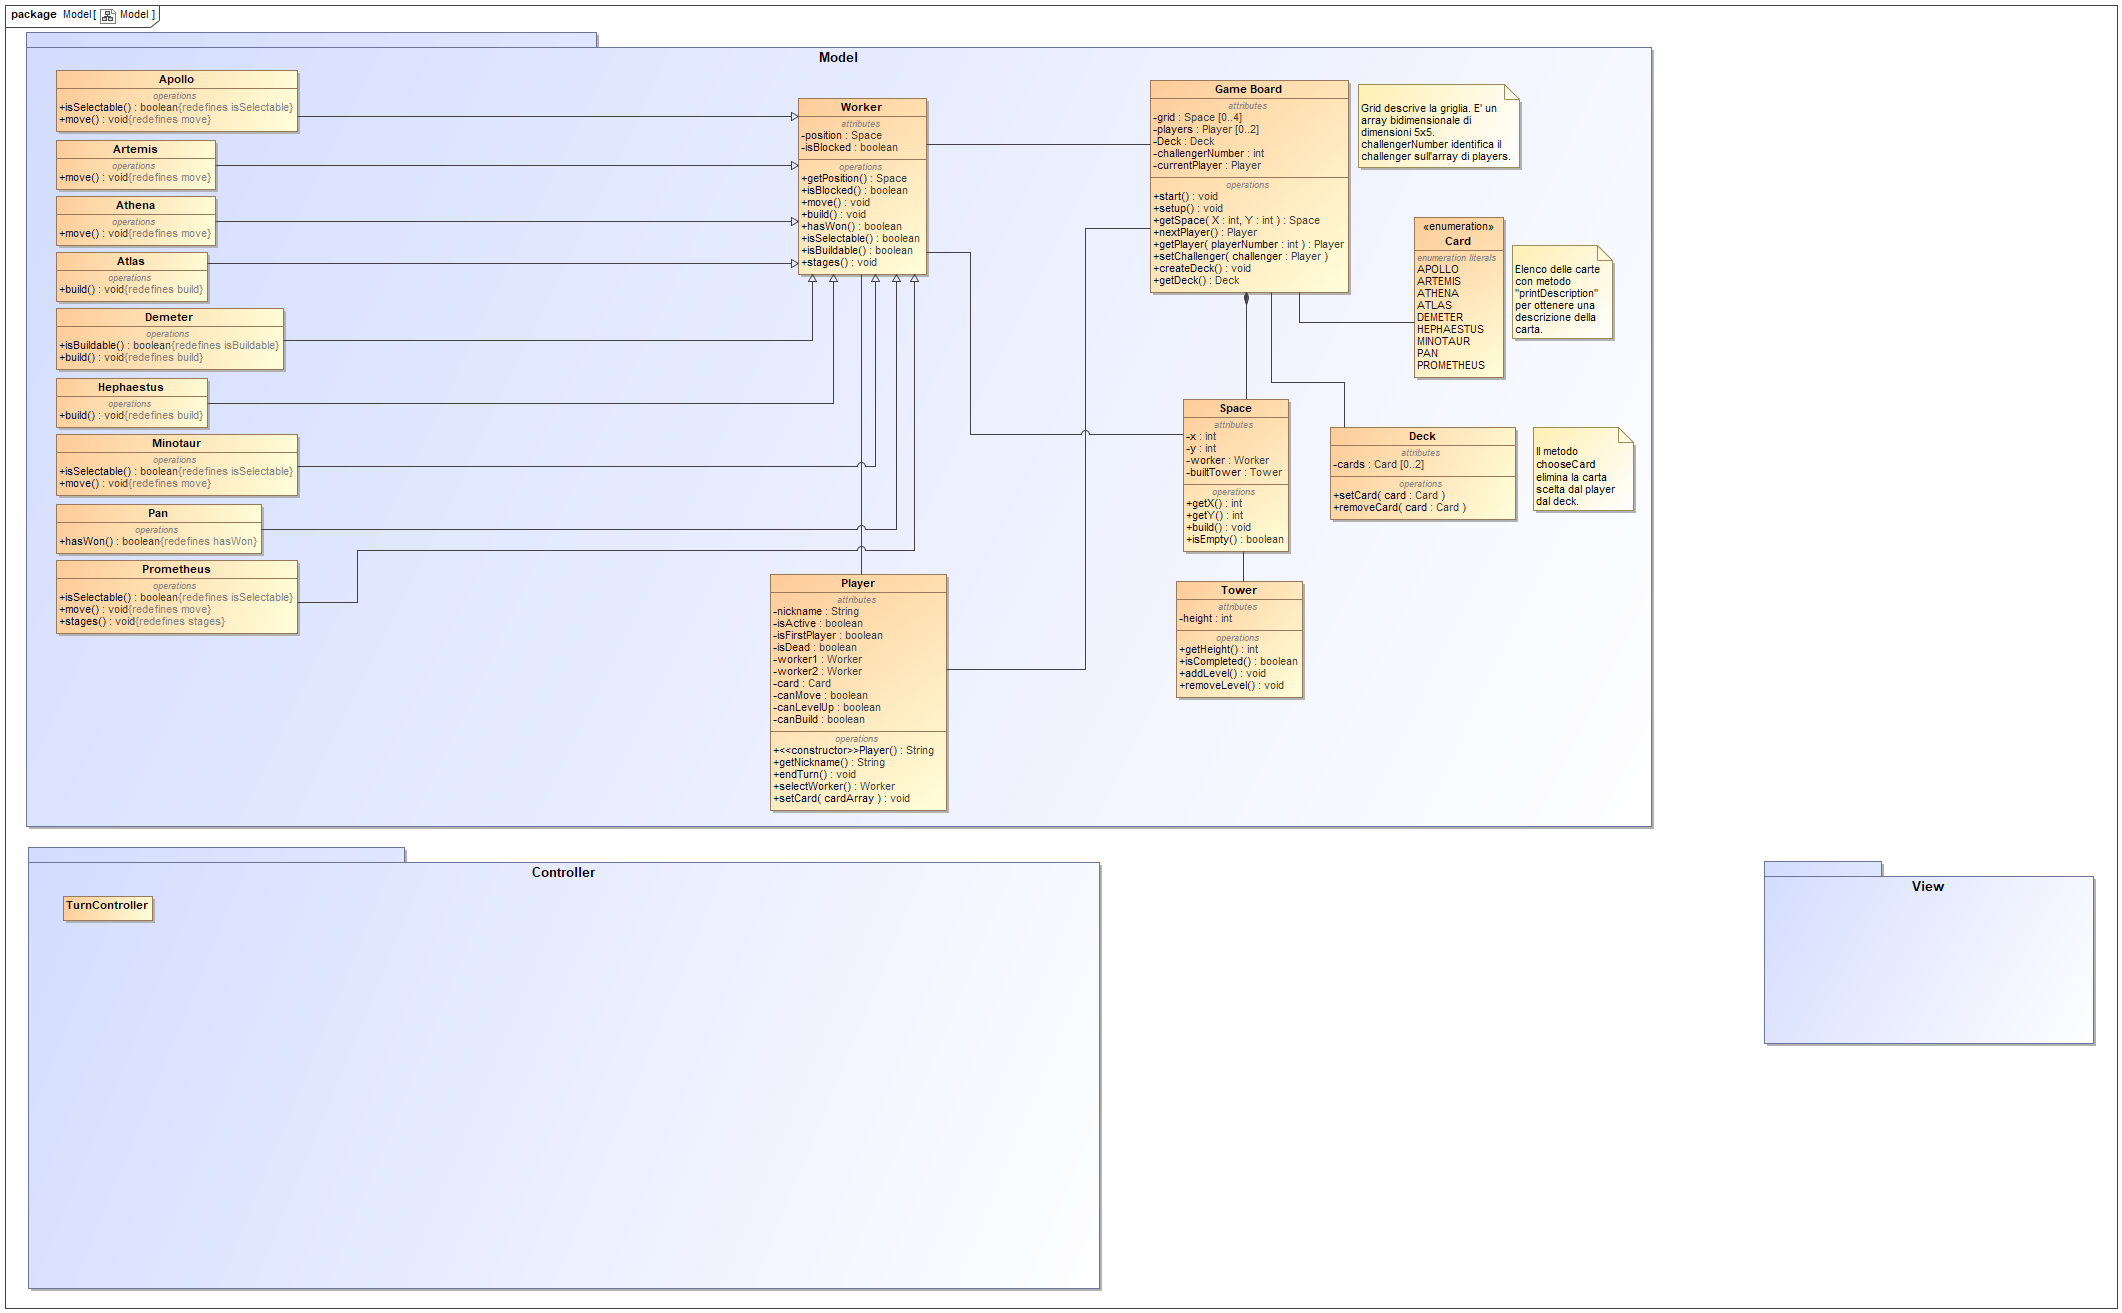 package Model[ Model ]
Model
Apollo
operations
+isSelectable() : boolean{redefines isSelectable}
+move() : void{redefines move}
Artemis
operations
+move() : void{redefines move}
Athena
operations
+move() : void{redefines move}
Atlas
operations
+build() : void{redefines build}
Demeter
operations
+isBuildable() : boolean{redefines isBuildable}
+build() : void{redefines build}
Hephaestus
operations
+build() : void{redefines build}
Minotaur
operations
+isSelectable() : boolean{redefines isSelectable}
+move() : void{redefines move}
Pan
operations
+hasWon() : boolean{redefines hasWon}
Prometheus
operations
+isSelectable() : boolean{redefines isSelectable}
+move() : void{redefines move}
+stages() : void{redefines stages}
Worker
attributes
-position : Space
-isBlocked : boolean
operations
+getPosition() : Space
+isBlocked() : boolean
+move() : void
+build() : void
+hasWon() : boolean
+isSelectable() : boolean
+isBuildable() : boolean
+stages() : void
Player
attributes
-nickname : String
-isActive : boolean
-isFirstPlayer : boolean
-isDead : boolean
-worker1 : Worker
-worker2 : Worker
-card : Card
-canMove : boolean
-canLevelUp : boolean
-canBuild : boolean
operations
+<<constructor>>Player() : String
+getNickname() : String
+endTurn() : void
+selectWorker() : Worker
+setCard( cardArray ) : void
Game Board
attributes
-grid : Space [0..4]
-players : Player [0..2]
-Deck : Deck
-challengerNumber : int
-currentPlayer : Player
operations
+start() : void
+setup() : void
+getSpace( X : int, Y : int ) : Space
+nextPlayer() : Player
+getPlayer( playerNumber : int ) : Player
+setChallenger( challenger : Player )
+createDeck() : void
+getDeck() : Deck
Grid descrive la griglia. E' un
array bidimensionale di
dimensioni 5x5.
challengerNumber identifica il
challenger sull'array di players.
«enumeration»
Card
enumeration literals
APOLLO
ARTEMIS
ATHENA
ATLAS
DEMETER
HEPHAESTUS
MINOTAUR
PAN
PROMETHEUS
Elenco delle carte
con metodo
"printDescription"
per ottenere una
descrizione della
carta.
Space
attributes
-x : int
-y : int
-worker : Worker
-builtTower : Tower
operations
+getX() : int
+getY() : int
+build() : void
+isEmpty() : boolean
Deck
attributes
-cards : Card [0..2]
operations
+setCard( card : Card )
+removeCard( card : Card )
Il metodo
chooseCard
elimina la carta
scelta dal player
dal deck.
Tower
attributes
-height : int
operations
+getHeight() : int
+isCompleted() : boolean
+addLevel() : void
+removeLevel() : void
Controller
TurnController
View